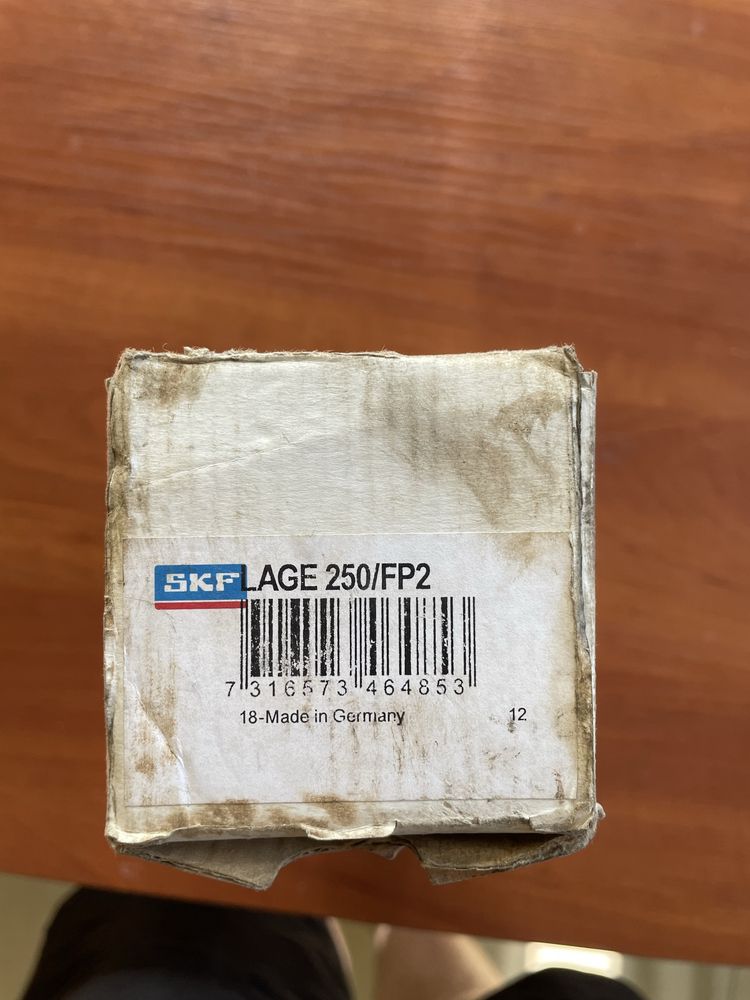 SKF LAGE 250/FP2
7 316573 464853
18-Made in Germany 12